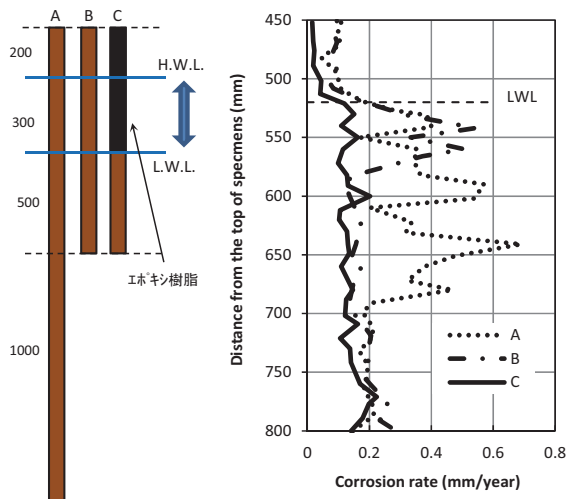 A B C
200
H.W.L.
300
L.W.L.
500
エポキシ樹脂
1000
Distance from the top of specmens (mm)
450
500
550
600
650
700
750
800
LWL
A
B
C
0 0.2 0.4 0.6 0.8
Corrosion rate (mm/year)